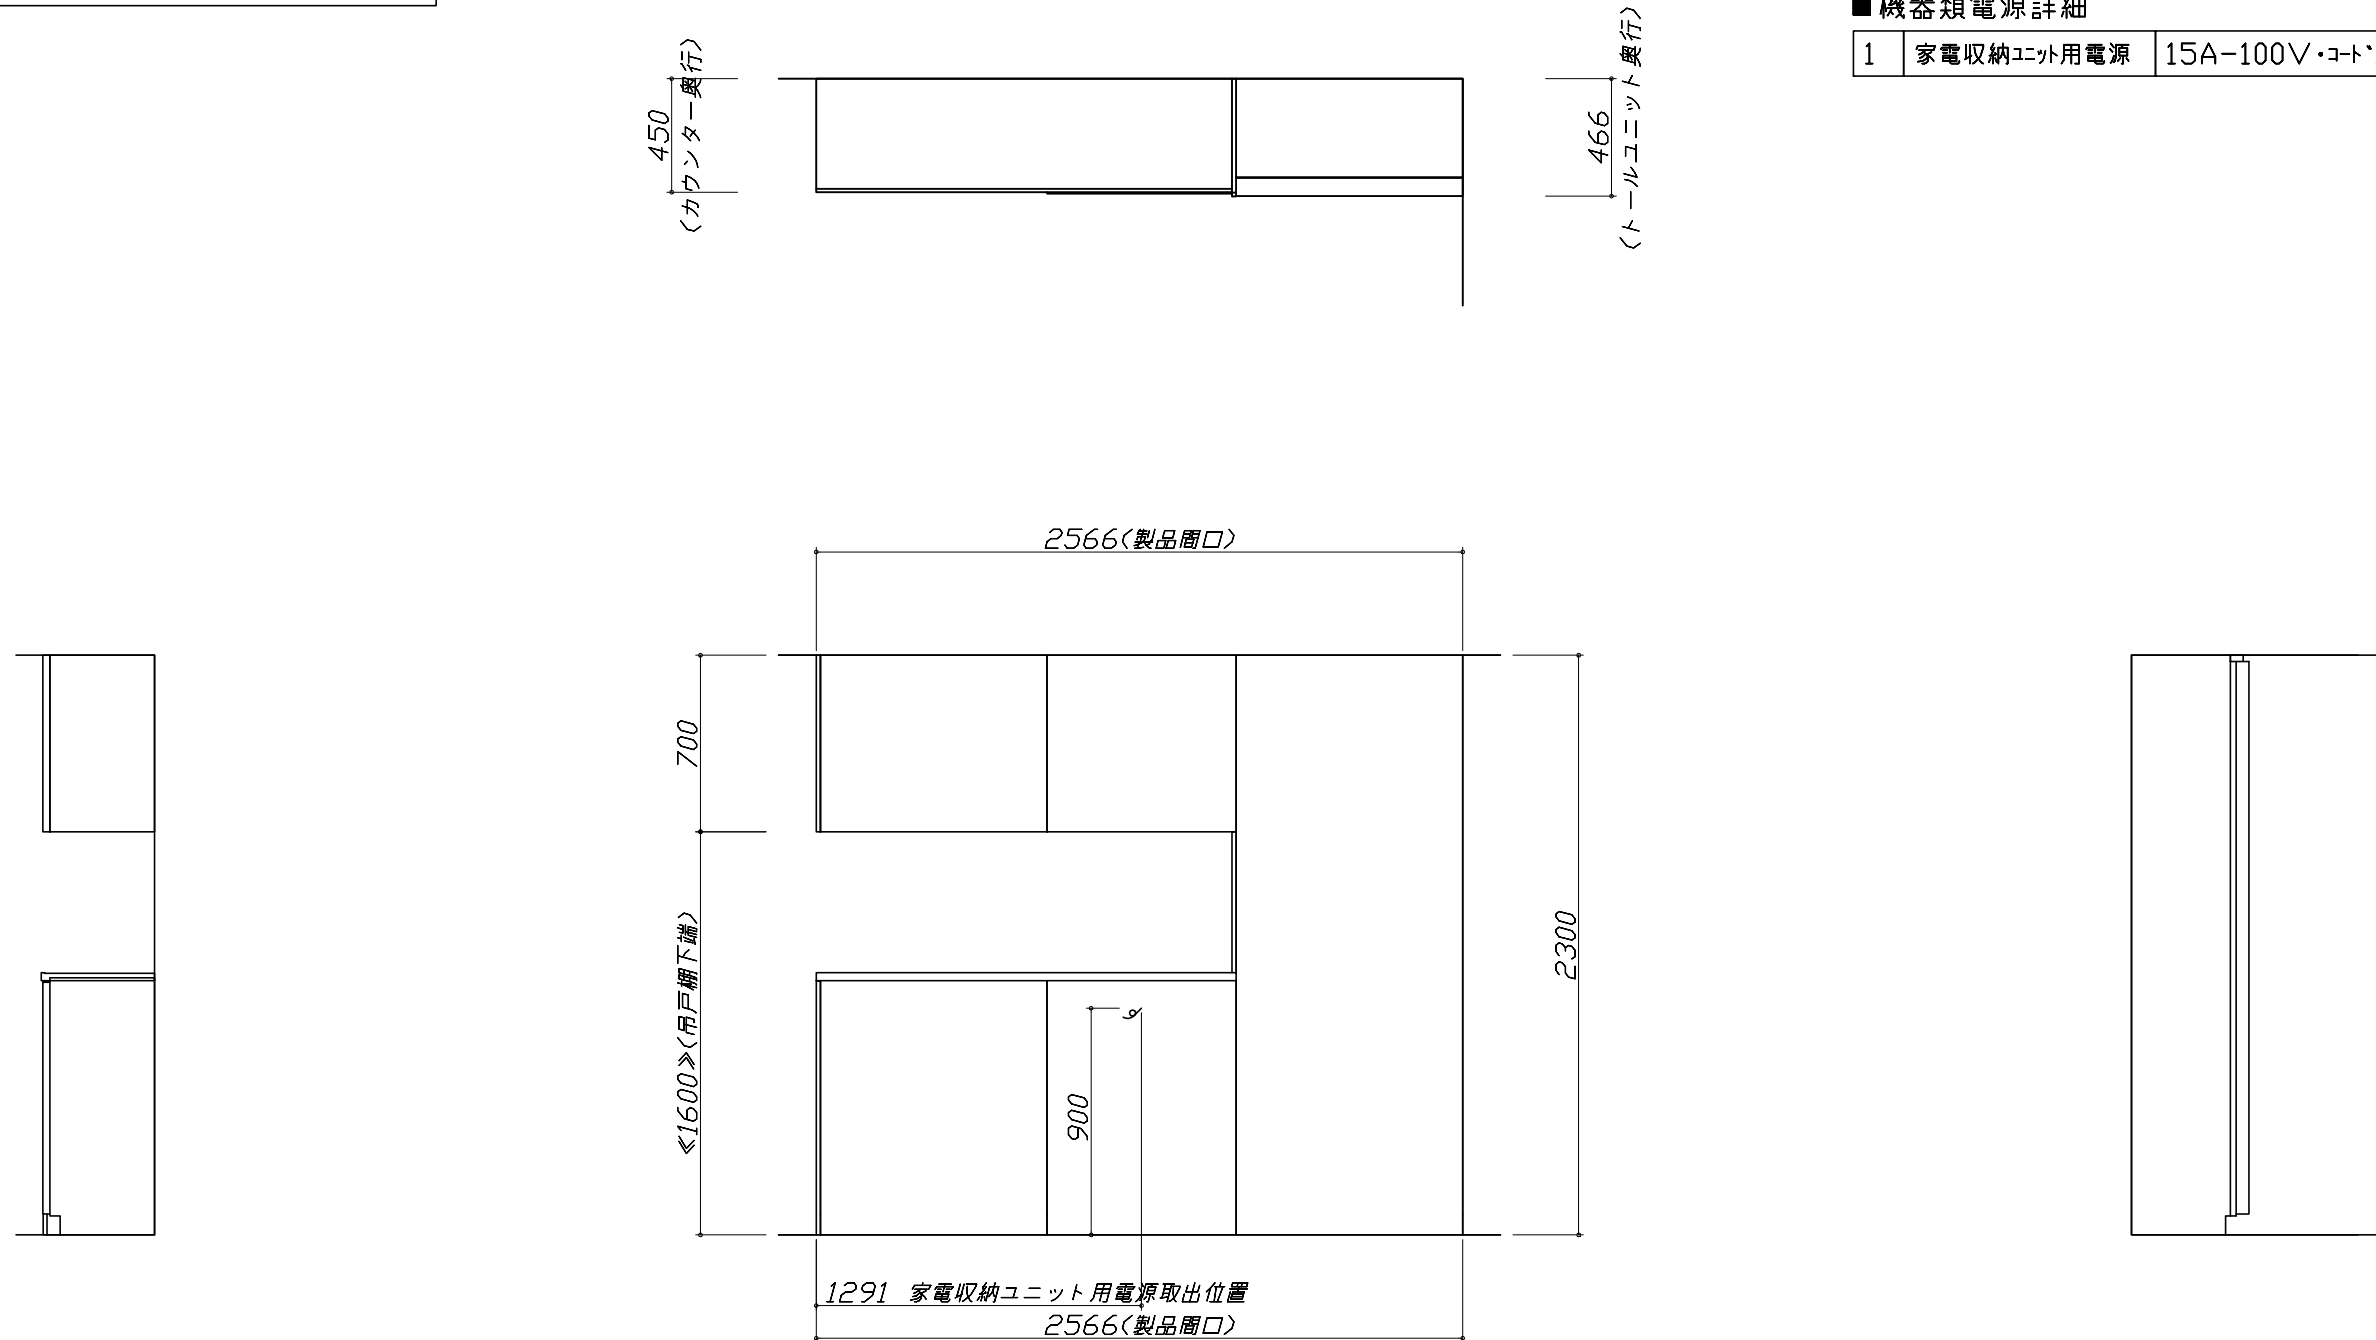 ■機器類電源詳細
1 家電収納ユニット用電源 15A-100V・コード
450
(カウンター奥行)
466
(トールユニット奥行)
2566(製品間口)
700
≪1600≫(吊戸棚下端)
900
2300
1291 家電収納ユニット用電源取出位置
2566(製品間口)